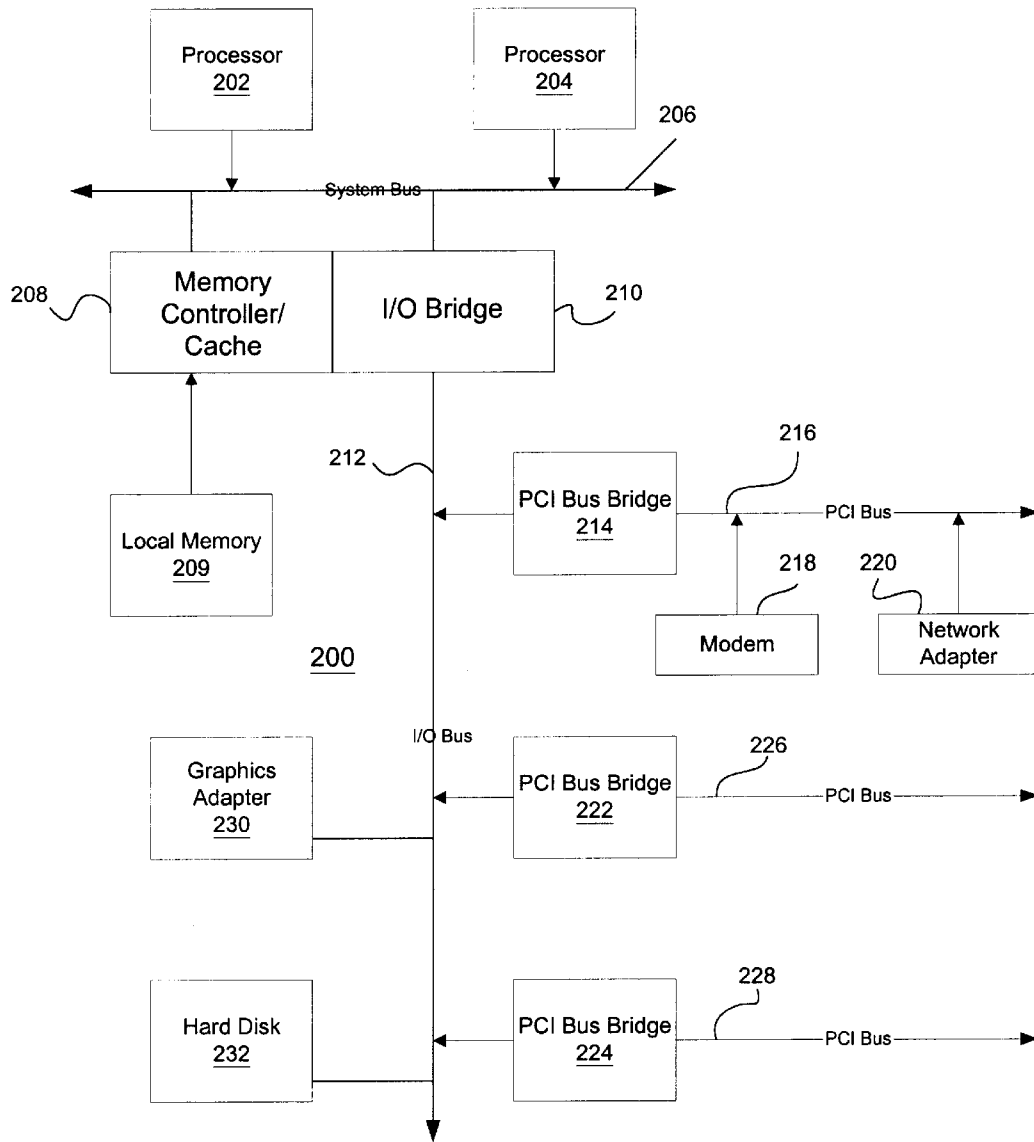 Processor
202
Processor
204
206
System Bus
208
Memory
Controller/
Cache
I/O Bridge
210
212
216
PCI Bus Bridge
214
PCI Bus
Local Memory
209
218
220
Modem
Network
Adapter
200
I/O Bus
Graphics
Adapter
230
PCI Bus Bridge
222
226
PCI Bus
Hard Disk
232
PCI Bus Bridge
224
228
PCI Bus